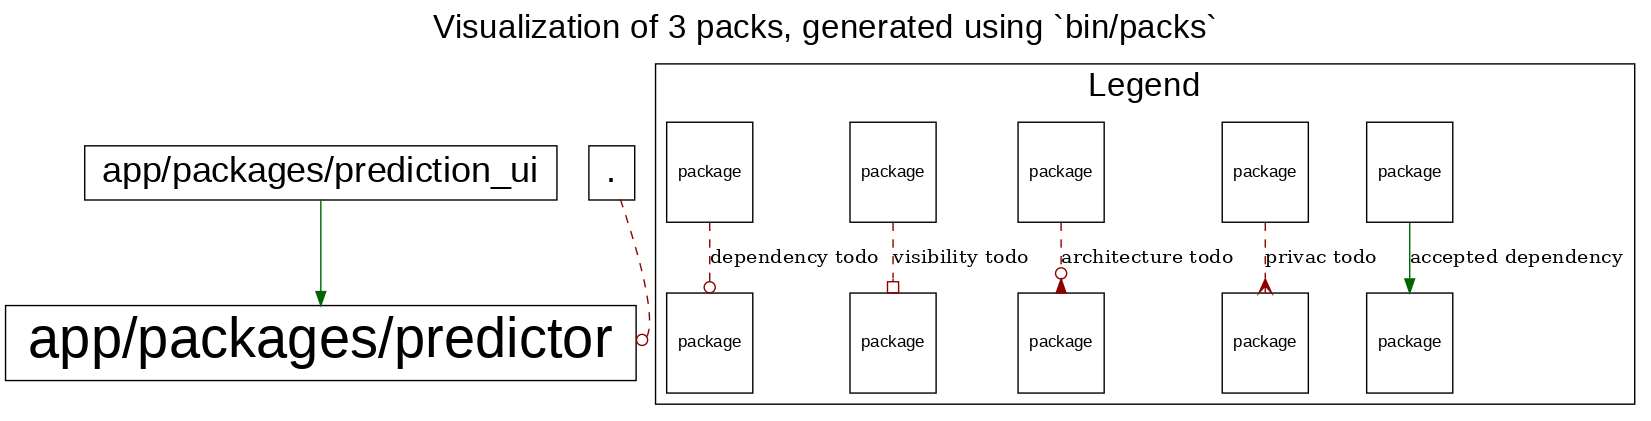 Visualization of 3 packs, generated using `bin/packs`
app/packages/prediction_ui
.
app/packages/predictor
Legend
package
package
package
package
package
dependency todo
visibility todo
architecture todo
privac todo
accepted dependency
package
package
package
package
package